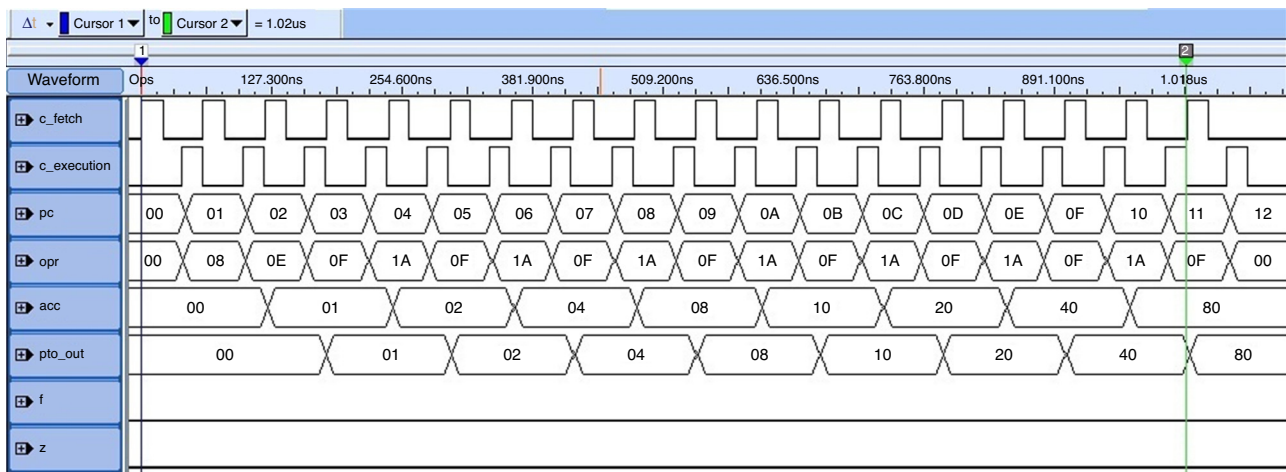 Δt Cursor 1 to Cursor 2 = 1.02us
1 2
Waveform 0ps 127.300ns 254.600ns 381.900ns 509.200ns 636.500ns 763.800ns 891.100ns 1.018us
c_fetch
c_execution
pc 00 01 02 03 04 05 06 07 08 09 0A 0B 0C 0D 0E 0F 10 11 12
opr 00 08 0E 0F 1A 0F 1A 0F 1A 0F 1A 0F 1A 0F 1A 0F 1A 0F 00
acc 00 01 02 04 08 10 20 40 80
pto_out 00 01 02 04 08 10 20 40 80
f
z